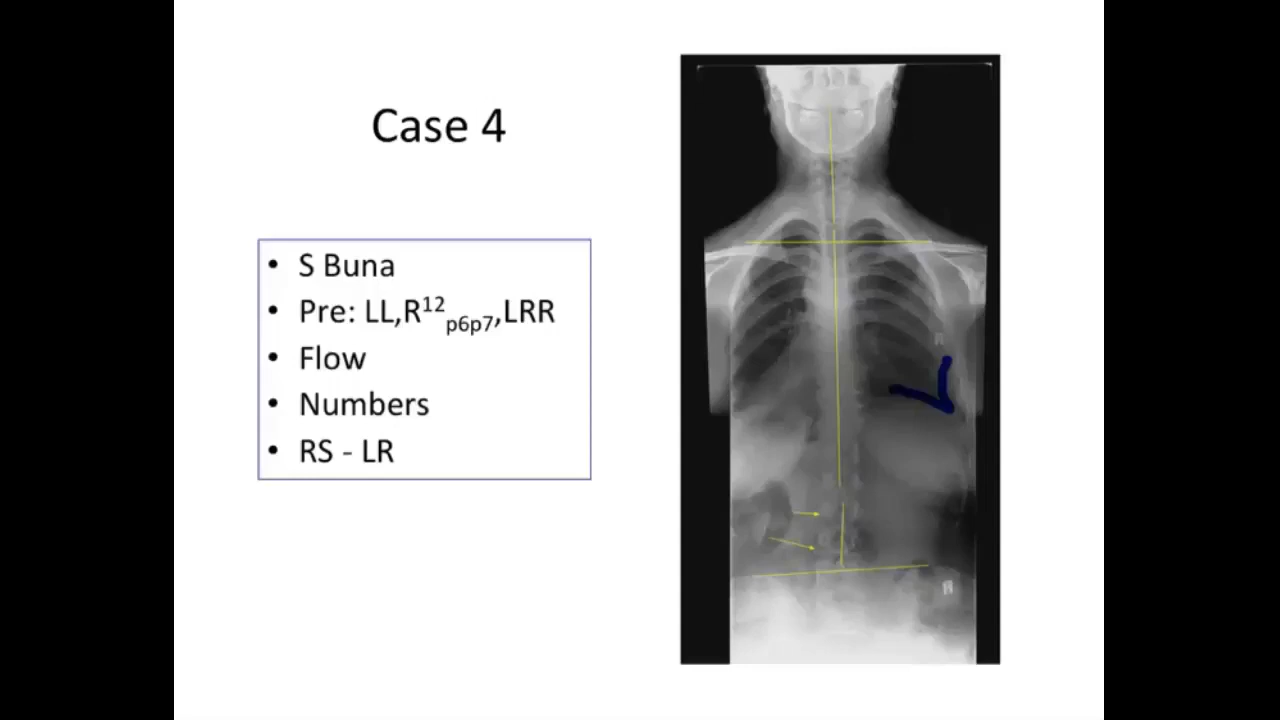 Case 4
• S Buna
• Pre: LL,R¹²p6p7,LRR
• Flow
• Numbers
• RS - LR